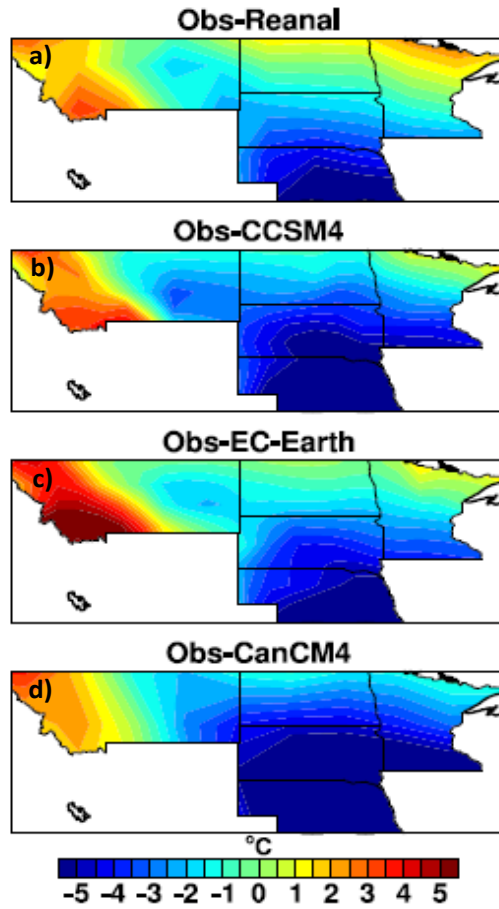 Obs-Reanal
a)
Obs-CCSM4
b)
Obs-EC-Earth
c)
Obs-CanCM4
d)
°C
-5 -4 -3 -2 -1 0 1 2 3 4 5